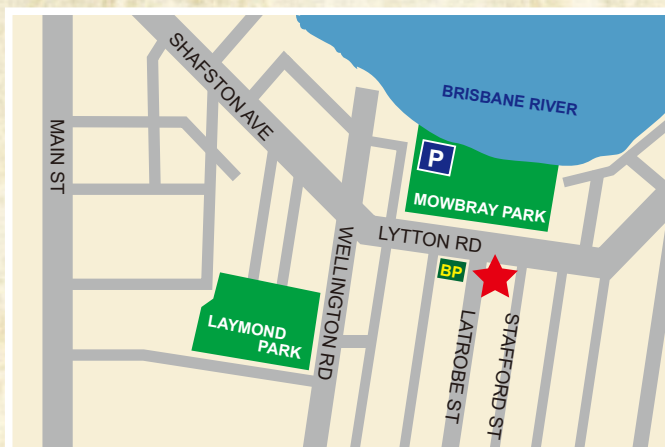 SHAFSTON AVE
MAIN ST
BRISBANE RIVER
P
MOWBRAY PARK
LYTTON RD
WELLINGTON RD
BP
LAYMOND
PARK
LATROBE ST
STAFFORD ST